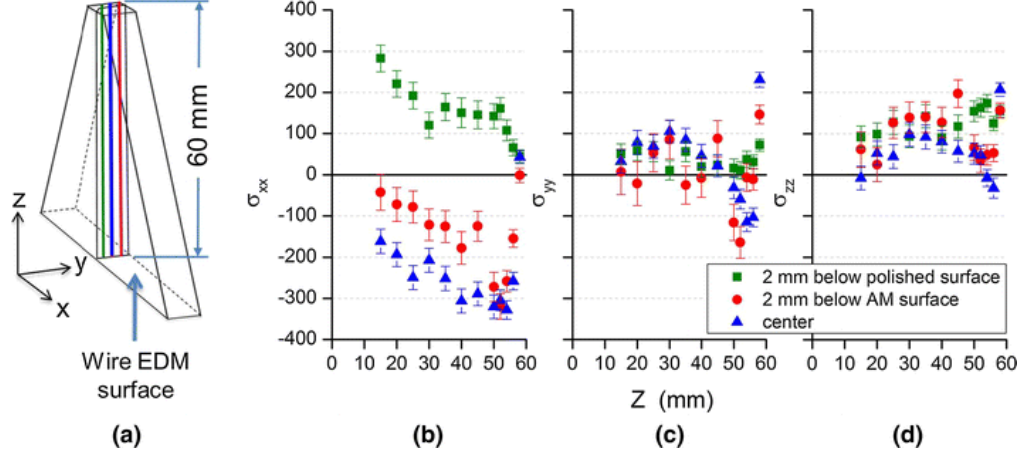 60 mm
z
y
x
Wire EDM
surface
(a)
σxx
400
300
200
100
0
-100
-200
-300
-400
0 10 20 30 40 50 60
(b)
σyy
0 10 20 30 40 50 60
Z (mm)
(c)
σzz
2 mm below polished surface
2 mm below AM surface
center
0 10 20 30 40 50 60
(d)